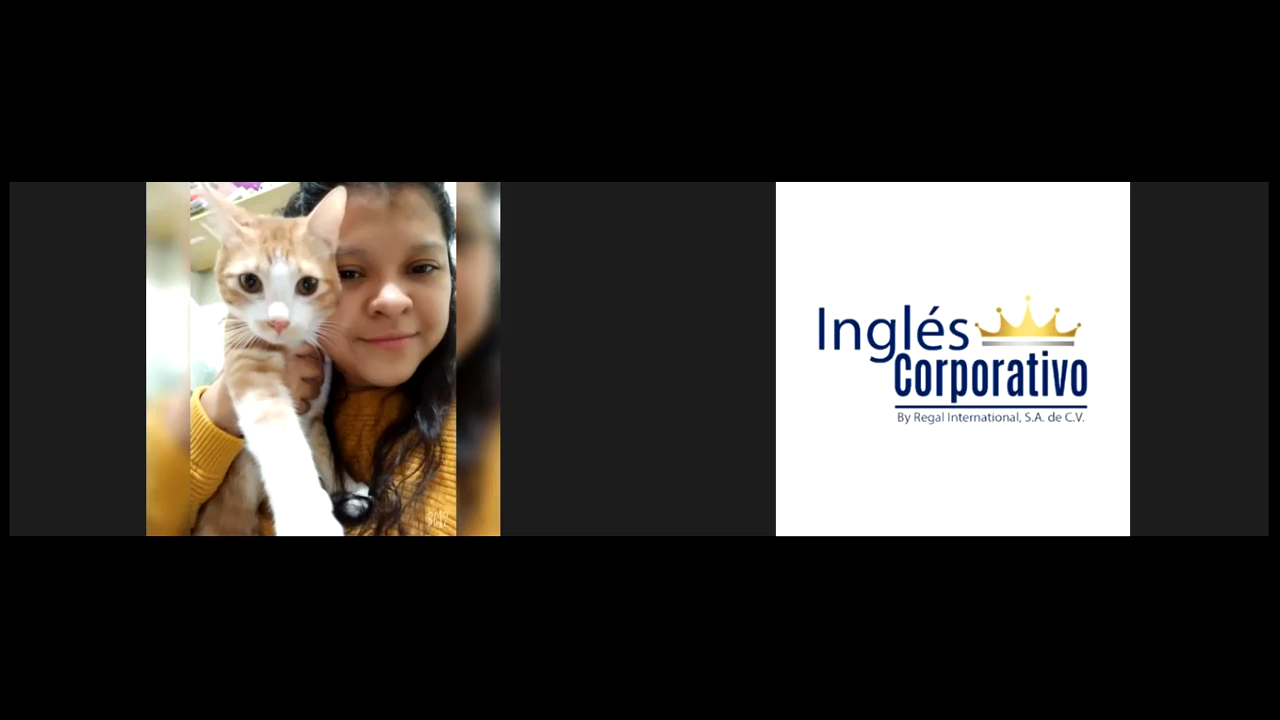 Inglés
Corporativo
By Regal International, S.A. de C.V.